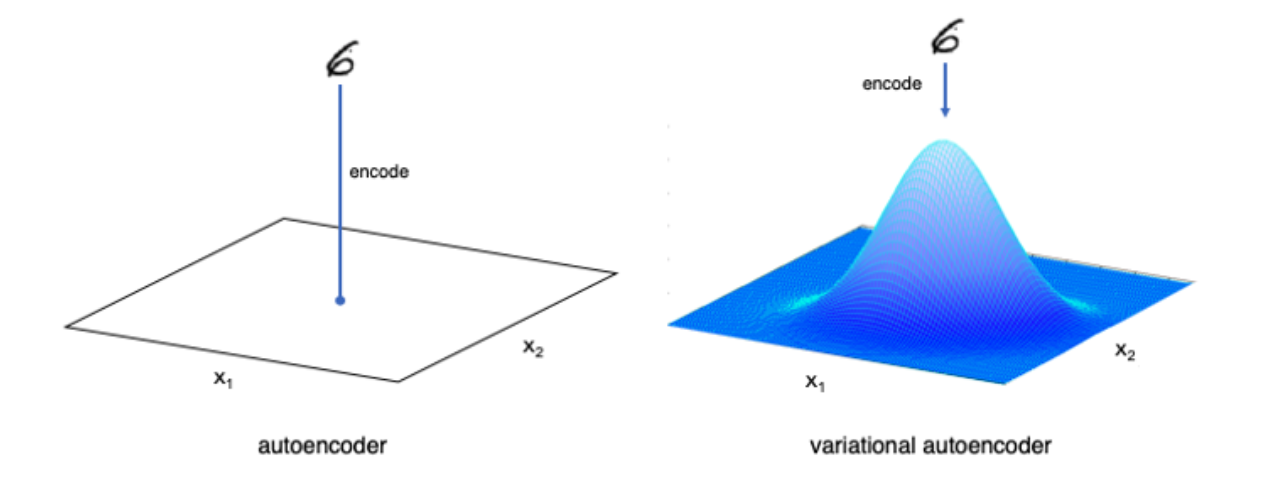 6
encode
x₁
x₂
autoencoder
6
encode
x₁
x₂
variational autoencoder